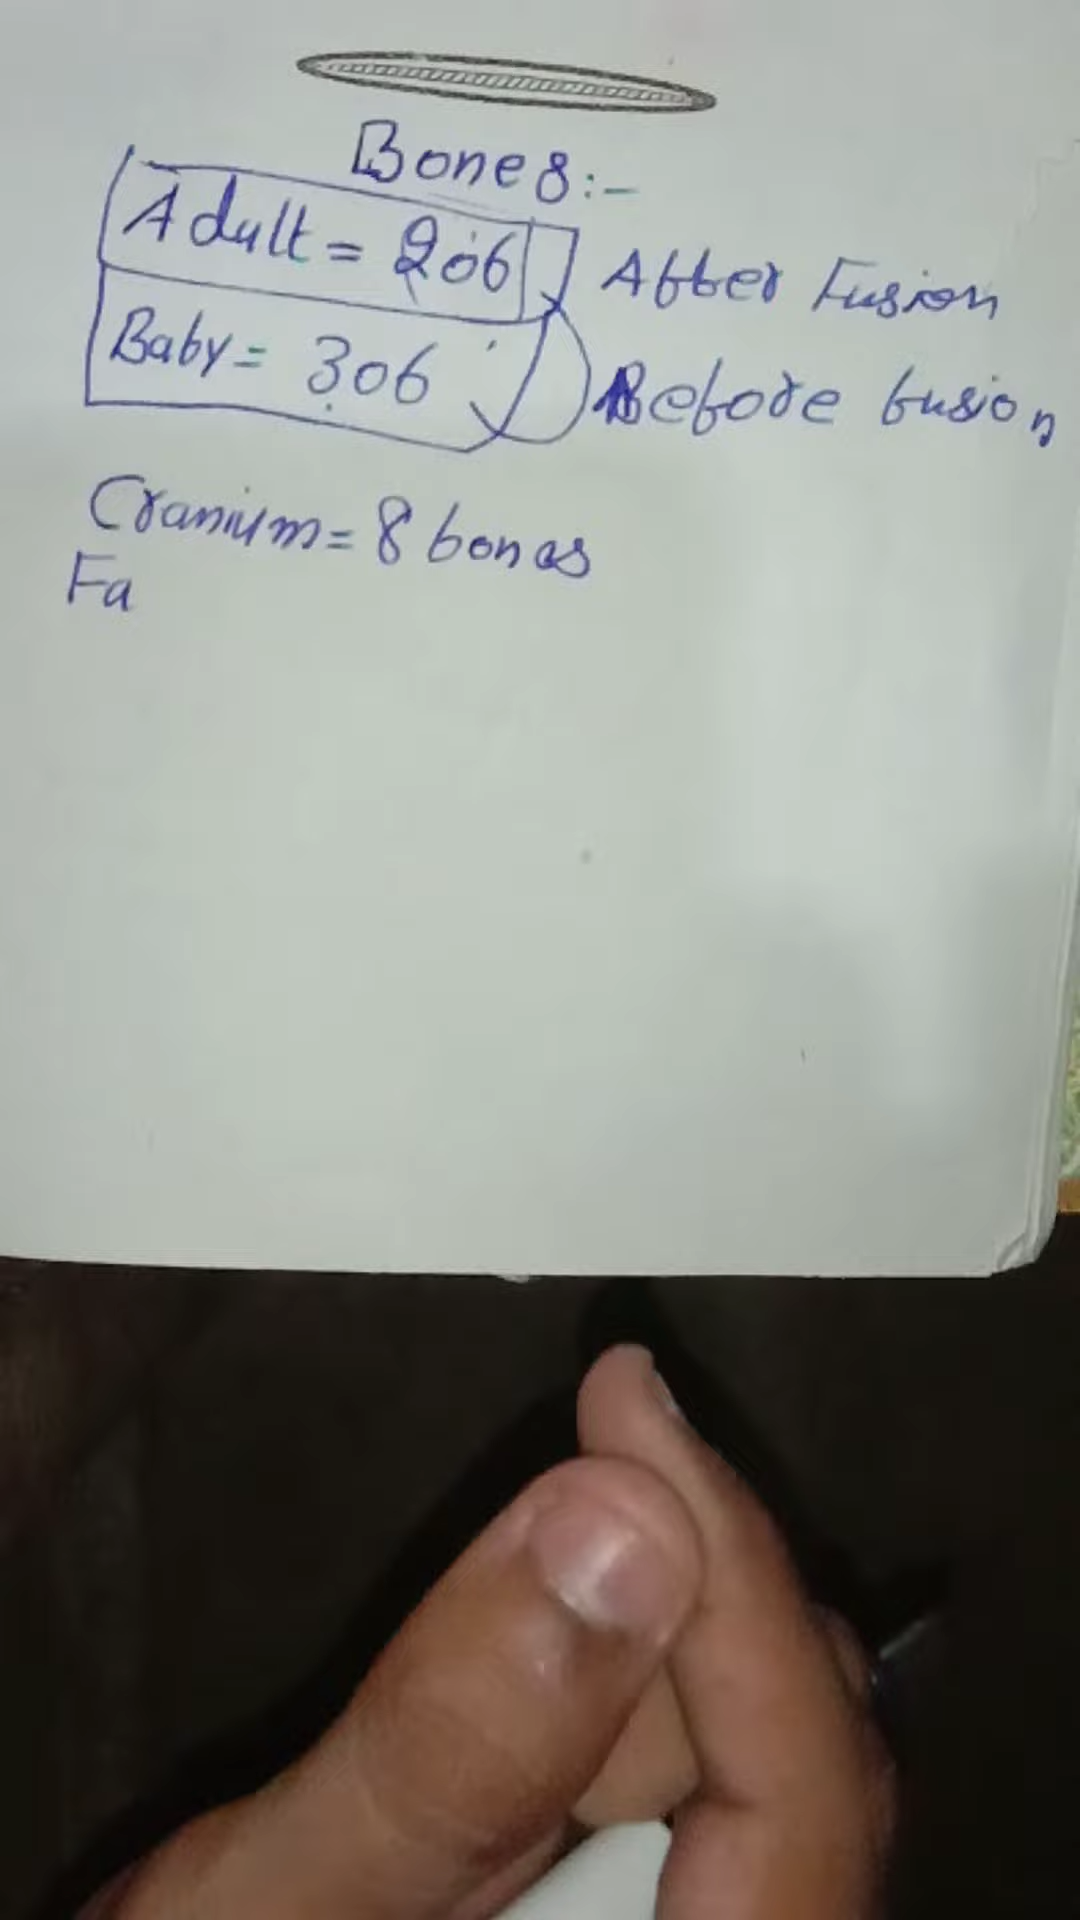 Bones:-
Adult = 206 After Fusion
Baby = 306 Before fusion
Cranium = 8 bones
Fa